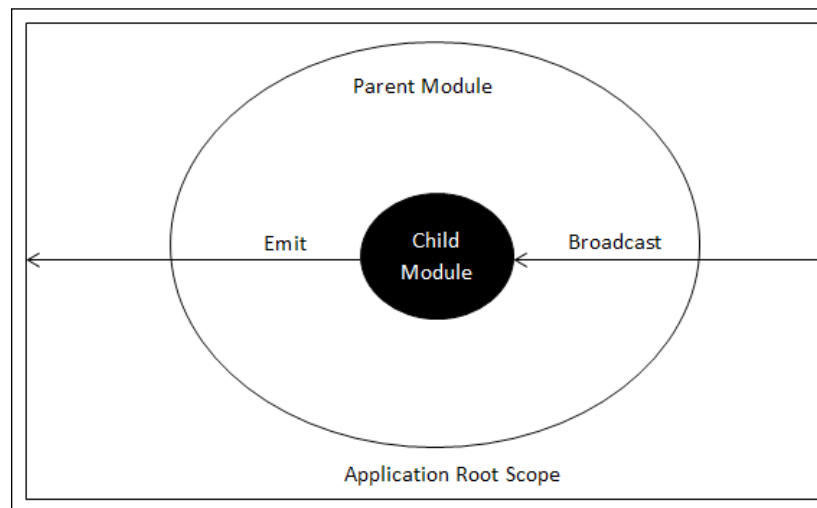 Parent Module
Emit
Child
Module
Broadcast
Application Root Scope